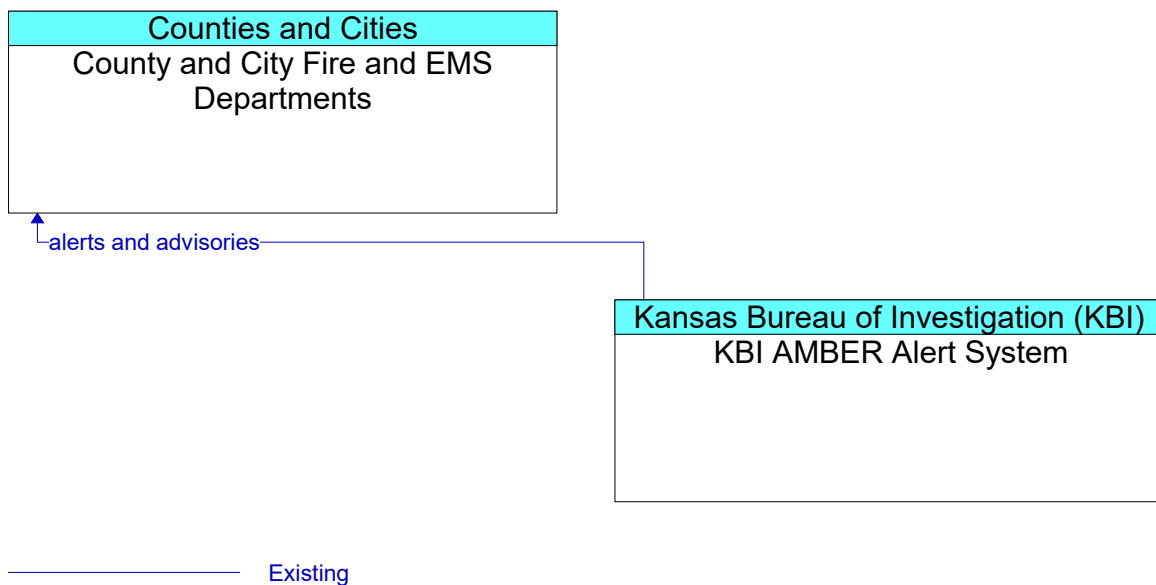 Counties and Cities
County and City Fire and EMS
Departments
alerts and advisories
Kansas Bureau of Investigation (KBI)
KBI AMBER Alert System
Existing